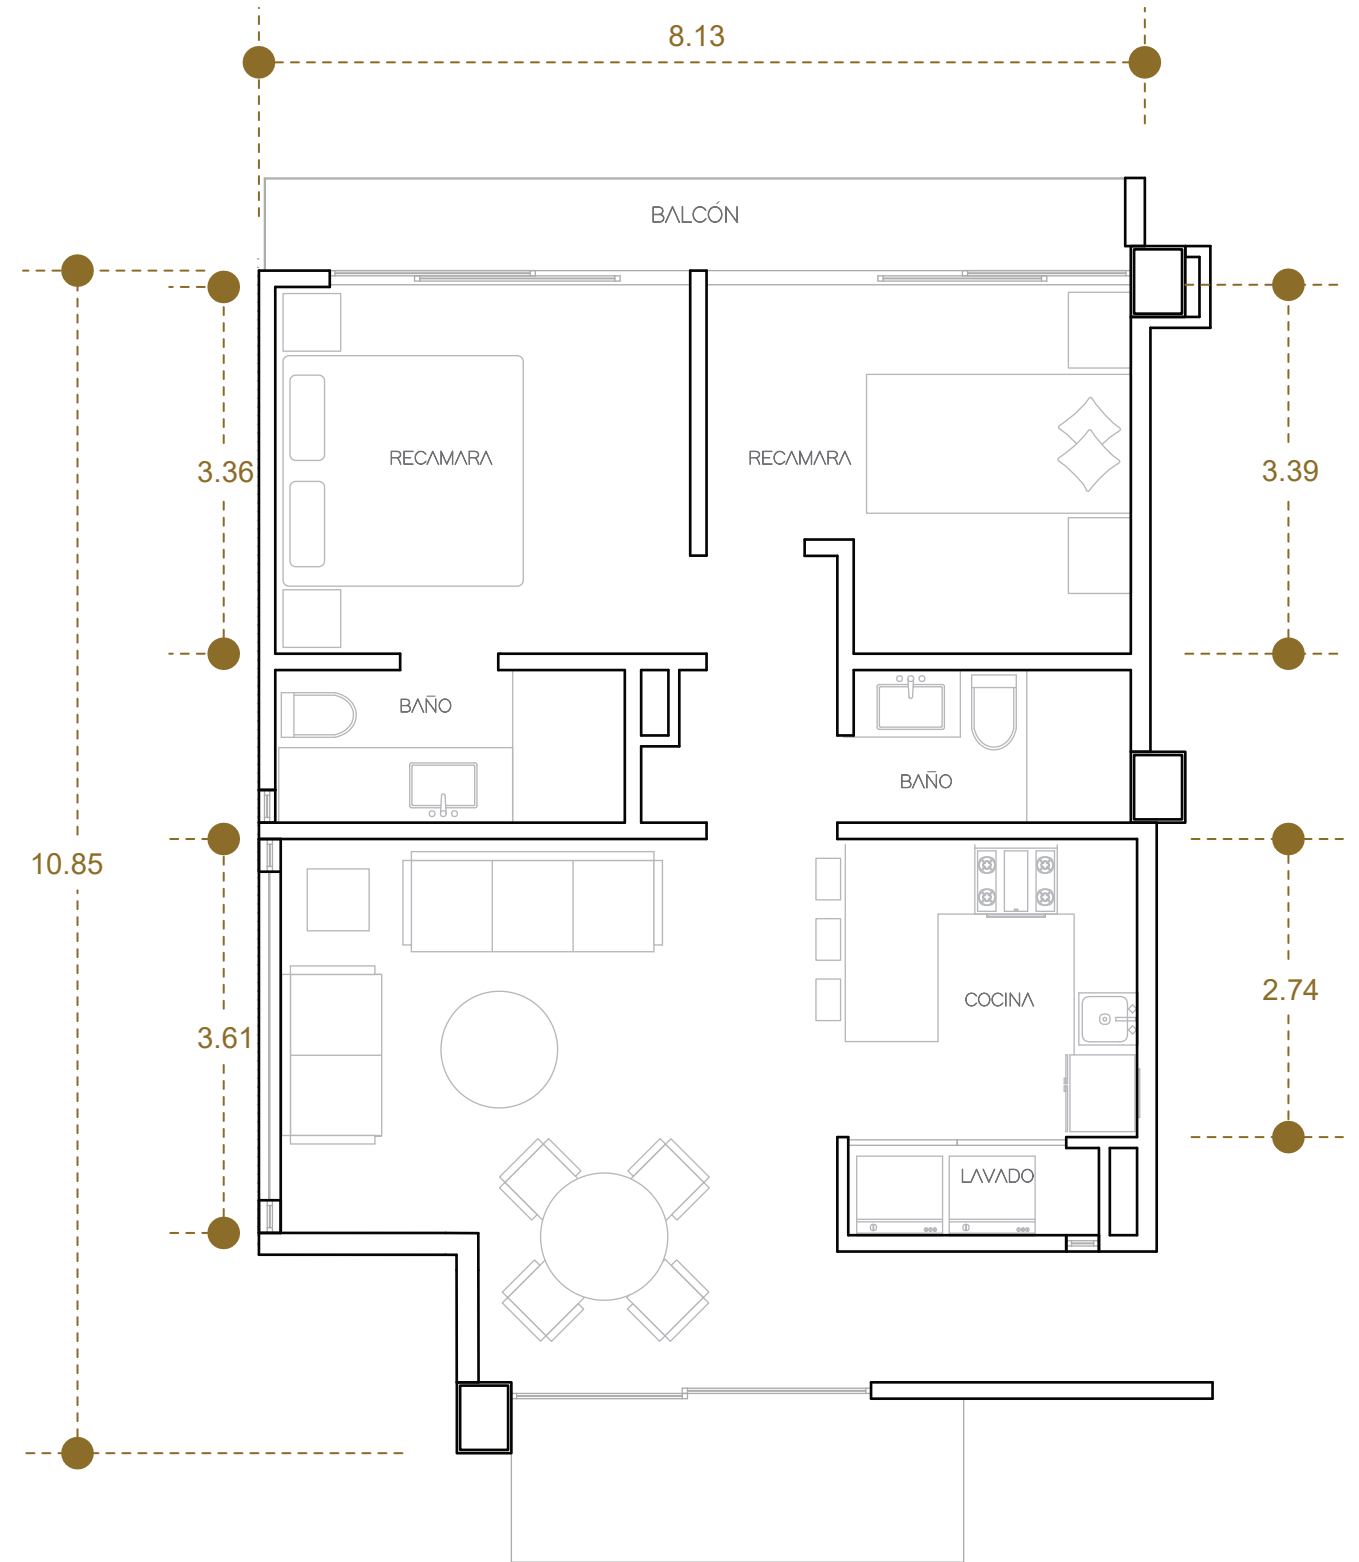 8.13
BALCÓN
RECAMARA
RECAMARA
3.36
3.39
BAÑO
BAÑO
10.85
COCINA
2.74
3.61
LAVADO